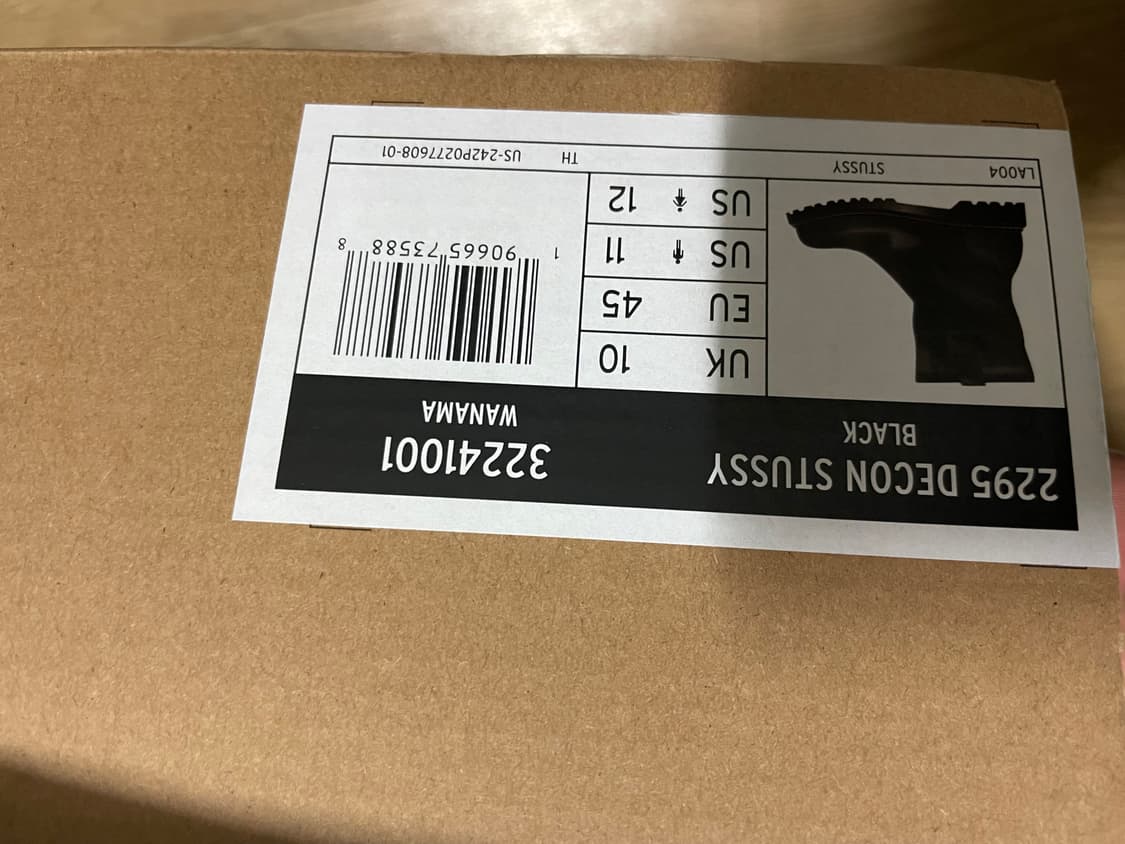 2295 DECON STUSSY
BLACK
32241001
WANAMA
UK 10
EU 45
US 11
US 12
1 90665 73588 8
LA004 STUSSY TH US-242P0277608-01